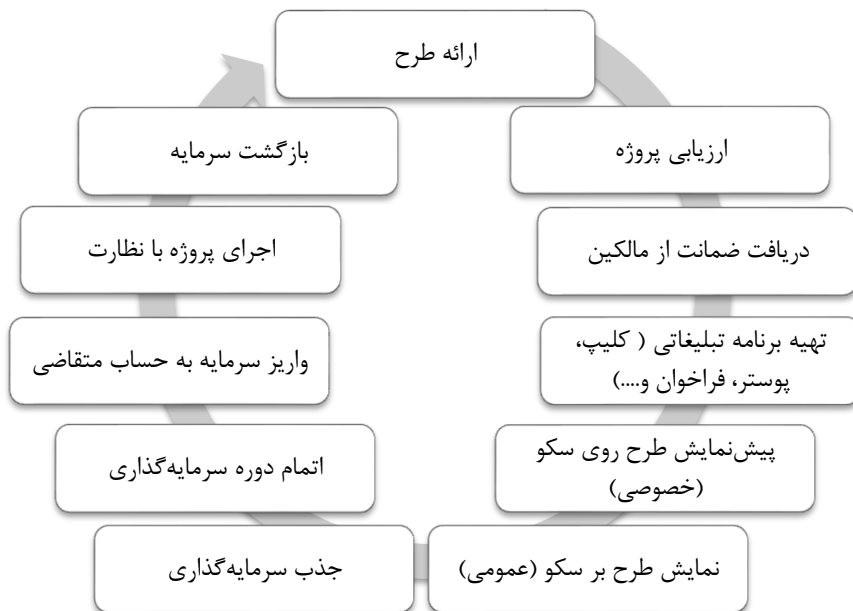 ارائه طرح
ارزیابی پروژه
دریافت ضمانت از مالکین
تهیه برنامه تبلیغاتی ( کلیپ،
پوستر، فراخوان و....)
پیش‌نمایش طرح روی سکو
(خصوصی)
نمایش طرح بر سکو (عمومی)
جذب سرمایه‌گذاری
اتمام دوره سرمایه‌گذاری
واریز سرمایه به حساب متقاضی
اجرای پروژه با نظارت
بازگشت سرمایه